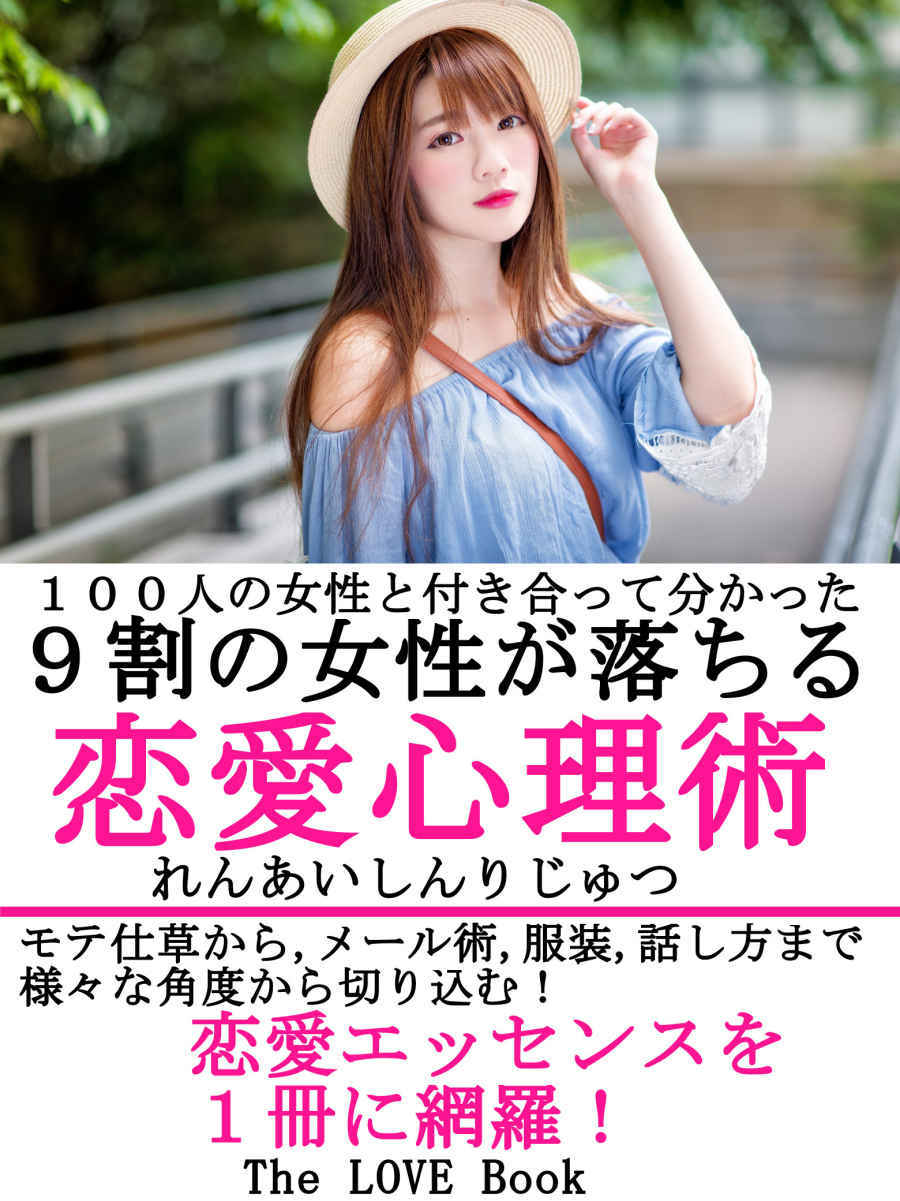 １００人の女性と付き合って分かった
９割の女性が落ちる
恋愛心理術
れんあいしんりじゅつ
モテ仕草から,メール術,服装,話し方まで
様々な角度から切り込む！
恋愛エッセンスを
１冊に網羅！
The LOVE Book